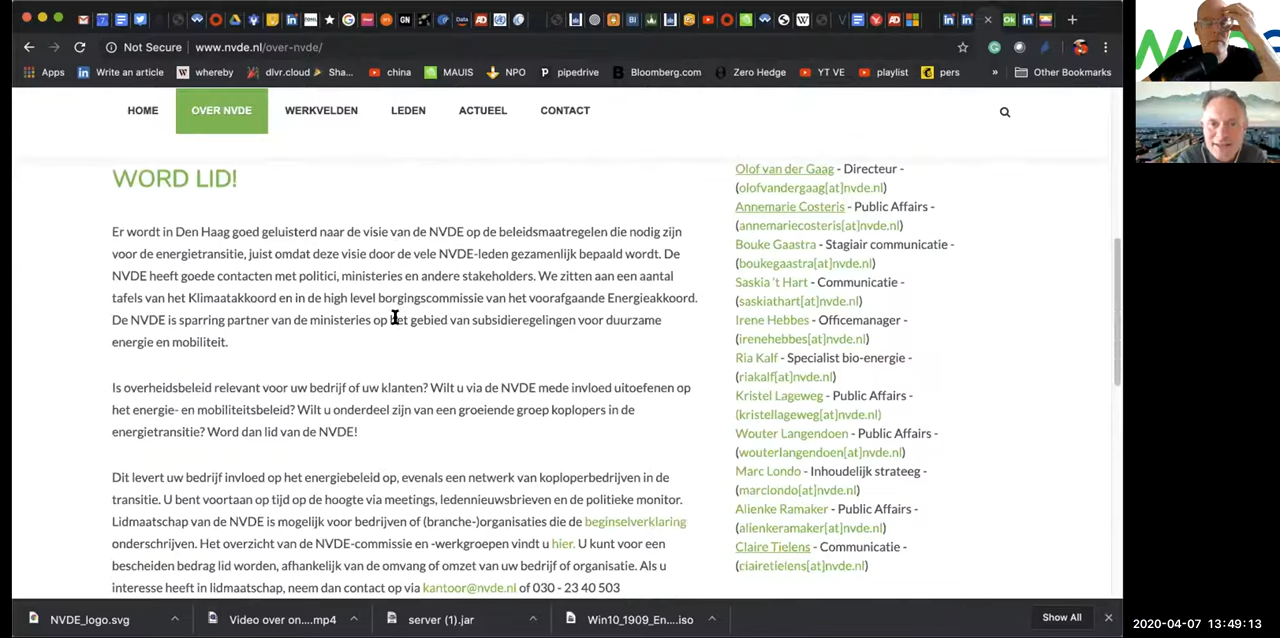 Not Secure | www.nvde.nl/over-nvde/
Apps Write an article whereby dlvr.cloud Sha... china MAUIS NPO pipedrive Bloomberg.com Zero Hedge YT VE playlist pers » Other Bookmarks
HOME OVER NVDE WERKVELDEN LEDEN ACTUEEL CONTACT
WORD LID!
Er wordt in Den Haag goed geluisterd naar de visie van de NVDE op de beleidsmaatregelen die nodig zijn
voor de energietransitie, juist omdat deze visie door de vele NVDE-leden gezamenlijk bepaald wordt. De
NVDE heeft goede contacten met politici, ministeries en andere stakeholders. We zitten aan een aantal
tafels van het Klimaatakkoord en in de high level borgingscommissie van het voorafgaande Energieakkoord.
De NVDE is sparring partner van de ministeries op het gebied van subsidieregelingen voor duurzame
energie en mobiliteit.
Is overheidsbeleid relevant voor uw bedrijf of uw klanten? Wilt u via de NVDE mede invloed uitoefenen op
het energie- en mobiliteitsbeleid? Wilt u onderdeel zijn van een groeiende groep koplopers in de
energietransitie? Word dan lid van de NVDE!
Dit levert uw bedrijf invloed op het energiebeleid op, evenals een netwerk van koploperbedrijven in de
transitie. U bent voortaan op tijd op de hoogte via meetings, ledennieuwsbrieven en de politieke monitor.
Lidmaatschap van de NVDE is mogelijk voor bedrijven of (branche-)organisaties die de beginselverklaring
onderschrijven. Het overzicht van de NVDE-commissie en -werkgroepen vindt u hier. U kunt voor een
bescheiden bedrag lid worden, afhankelijk van de omvang of omzet van uw bedrijf of organisatie. Als u
interesse heeft in lidmaatschap, neem dan contact op via kantoor@nvde.nl of 030 - 23 40 503
Olof van der Gaag - Directeur -
(olofvandergaag[at]nvde.nl)
Annemarie Costeris - Public Affairs -
(annemariecosteris[at]nvde.nl)
Bouke Gaastra - Stagiair communicatie -
(boukegaastra[at]nvde.nl)
Saskia 't Hart - Communicatie -
(saskiathart[at]nvde.nl)
Irene Hebbes - Officemanager -
(irenehebbes[at]nvde.nl)
Ria Kalf - Specialist bio-energie -
(riakalf[at]nvde.nl)
Kristel Lageweg - Public Affairs -
(kristellageweg[at]nvde.nl)
Wouter Langendoen - Public Affairs -
(wouterlangendoen[at]nvde.nl)
Marc Londo - Inhoudelijk strateeg -
(marclondo[at]nvde.nl)
Alienke Ramaker - Public Affairs -
(alienkeramaker[at]nvde.nl)
Claire Tielens - Communicatie -
(clairetielens[at]nvde.nl)
NVDE_logo.svg Video over on....mp4 server (1).jar Win10_1909_En....iso Show All
2020-04-07 13:49:13